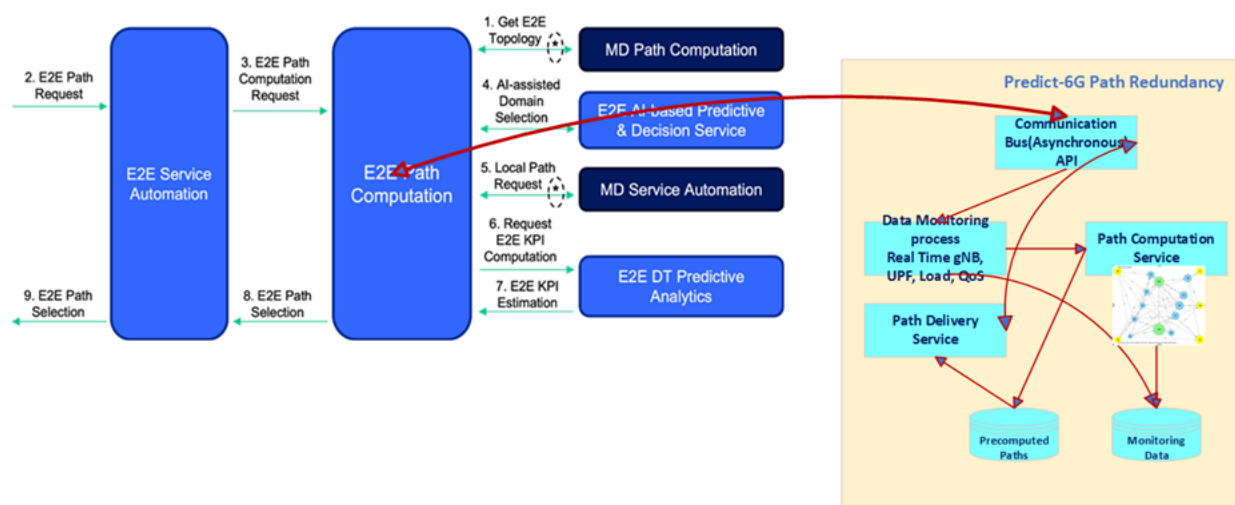 1. Get E2E
Topology
MD Path Computation
2. E2E Path
Request
3. E2E Path
Computation
Request
4. AI-assisted
Domain
Selection
E2E AI-based Predictive
& Decision Service
E2E Service
Automation
E2E Path
Computation
5. Local Path
Request
MD Service Automation
6. Request
E2E KPI
Computation
7. E2E KPI
Estimation
E2E DT Predictive
Analytics
9. E2E Path
Selection
8. E2E Path
Selection
Predict-6G Path Redundancy
Communication
Bus(Asynchronous)
API
Data Monitoring
process
Real Time gNB,
UPF, Load, QoS
Path Computation
Service
Path Delivery
Service
Precomputed
Paths
Monitoring
Data